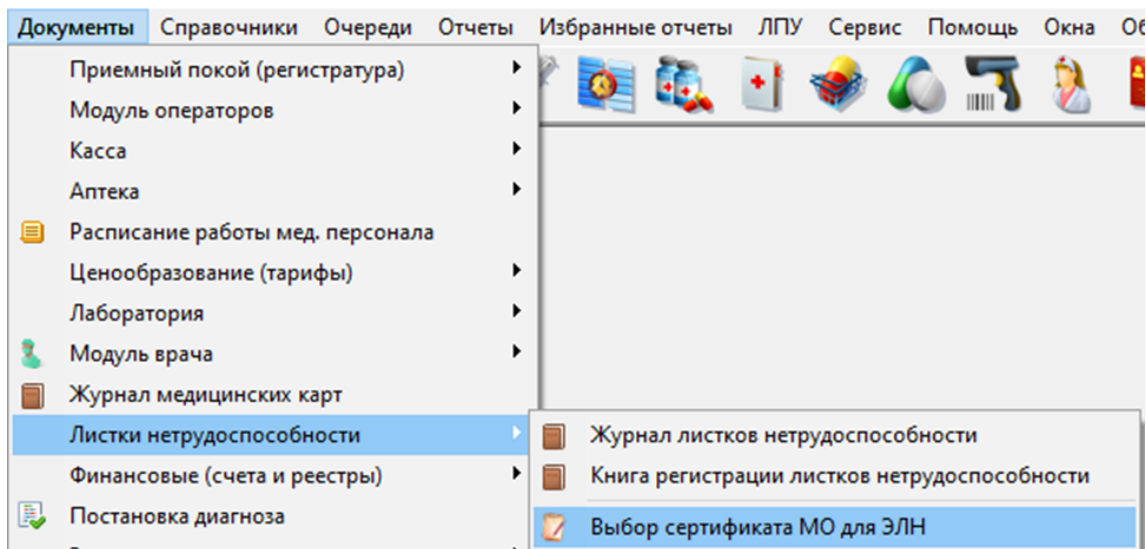 Документы Справочники Очереди Отчеты Избранные отчеты ЛПУ Сервис Помощь Окна
Приемный покой (регистратура)
Модуль операторов
Касса
Аптека
Расписание работы мед. персонала
Ценообразование (тарифы)
Лаборатория
Модуль врача
Журнал медицинских карт
Листки нетрудоспособности
Журнал листков нетрудоспособности
Финансовые (счета и реестры)
Книга регистрации листков нетрудоспособности
Постановка диагноза
Выбор сертификата МО для ЭЛН